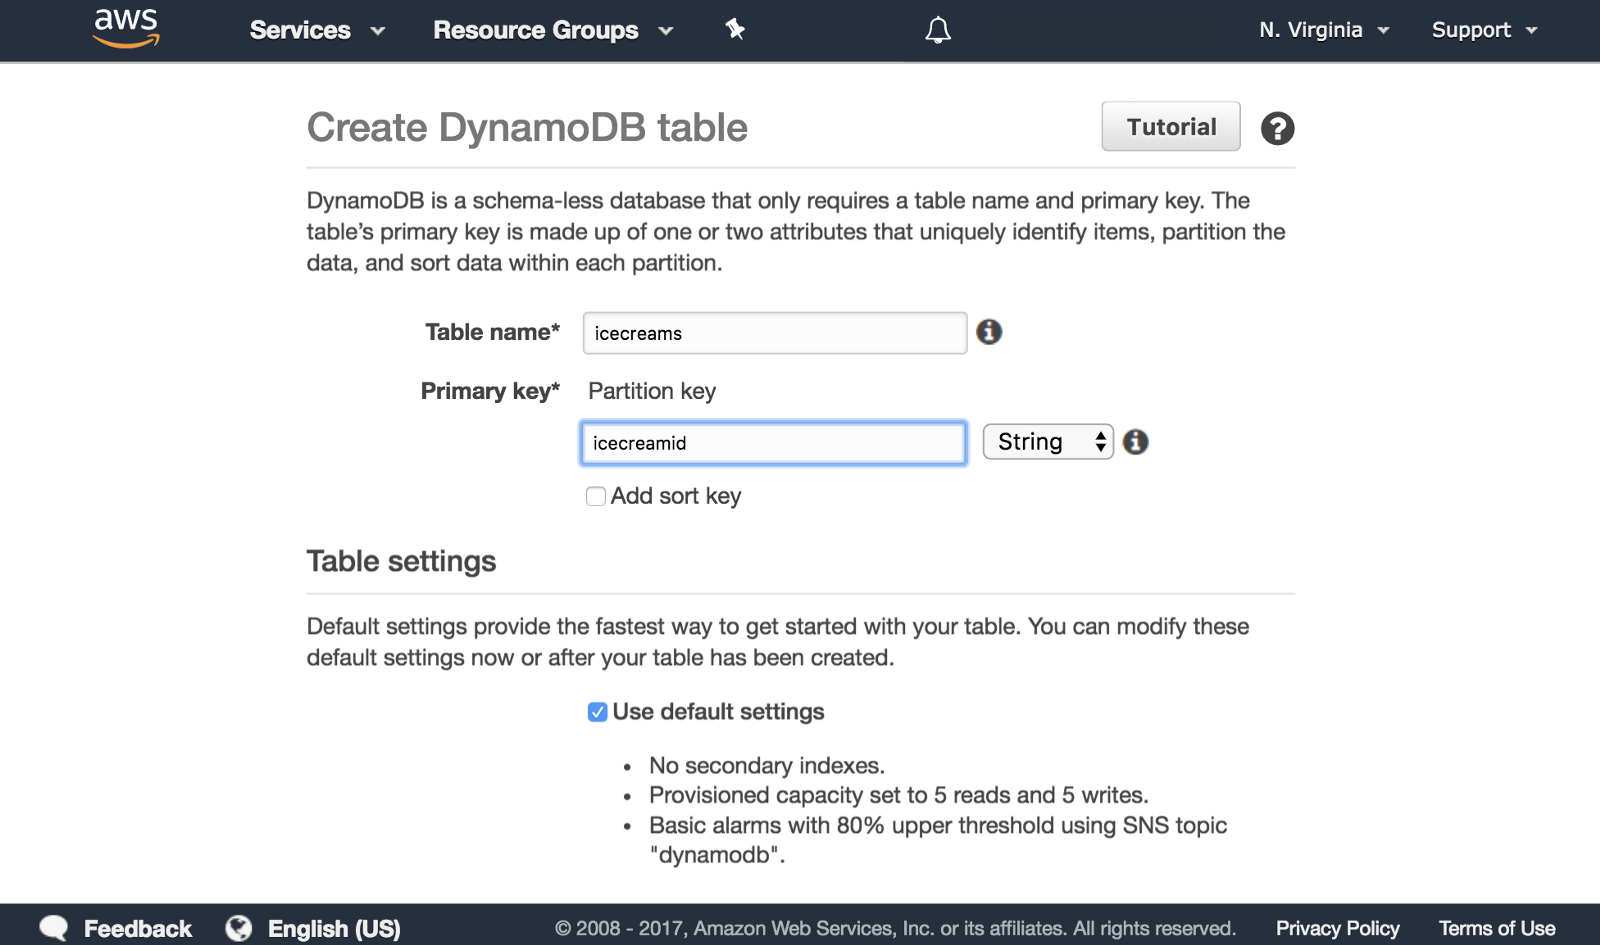 aws Services Resource Groups N. Virginia Support
Create DynamoDB table Tutorial ?
DynamoDB is a schema-less database that only requires a table name and primary key. The
table’s primary key is made up of one or two attributes that uniquely identify items, partition the
data, and sort data within each partition.
Table name* icecreams i
Primary key* Partition key
icecreamid String i
Add sort key
Table settings
Default settings provide the fastest way to get started with your table. You can modify these
default settings now or after your table has been created.
Use default settings
• No secondary indexes.
• Provisioned capacity set to 5 reads and 5 writes.
• Basic alarms with 80% upper threshold using SNS topic
"dynamodb".
Feedback English (US) © 2008 - 2017, Amazon Web Services, Inc. or its affiliates. All rights reserved. Privacy Policy Terms of Use